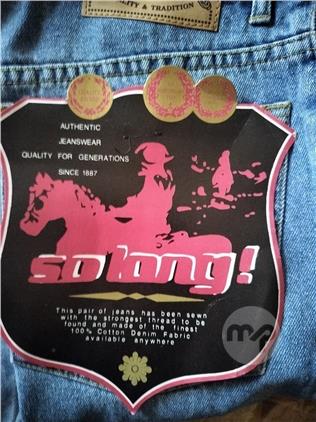 LITY & TRADITION
AUTHENTIC
JEANSWEAR
QUALITY FOR GENERATIONS
SINCE 1887
so long!
This pair of jeans has been sewn
with the strongest thread to be
found and made of the finest
100% Cotton Denim Fabric
available anywhere